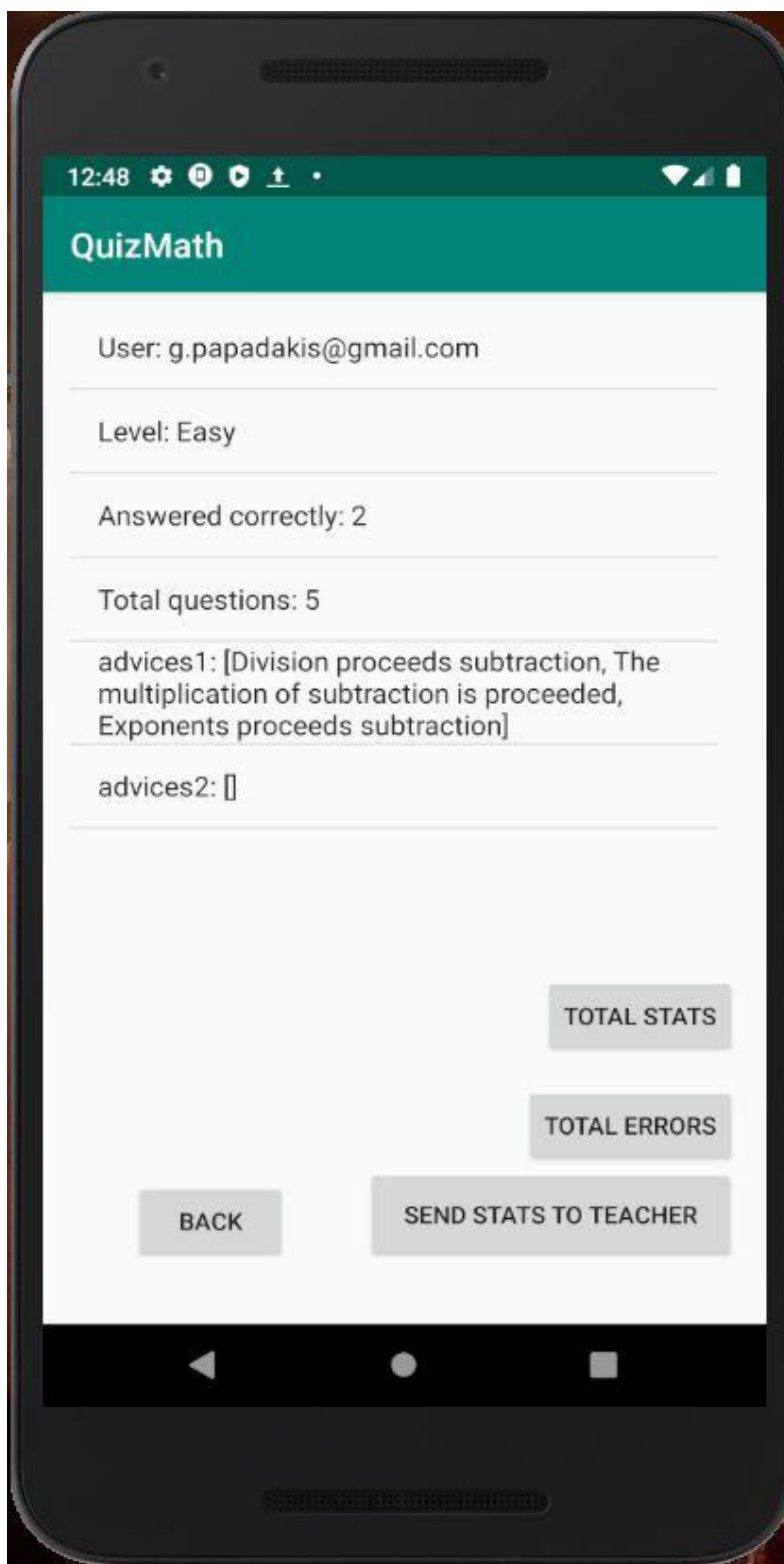 12:48
QuizMath
User: g.papadakis@gmail.com
Level: Easy
Answered correctly: 2
Total questions: 5
advices1: [Division proceeds subtraction, The
multiplication of subtraction is proceeded,
Exponents proceeds subtraction]
advices2: []
TOTAL STATS
TOTAL ERRORS
BACK
SEND STATS TO TEACHER